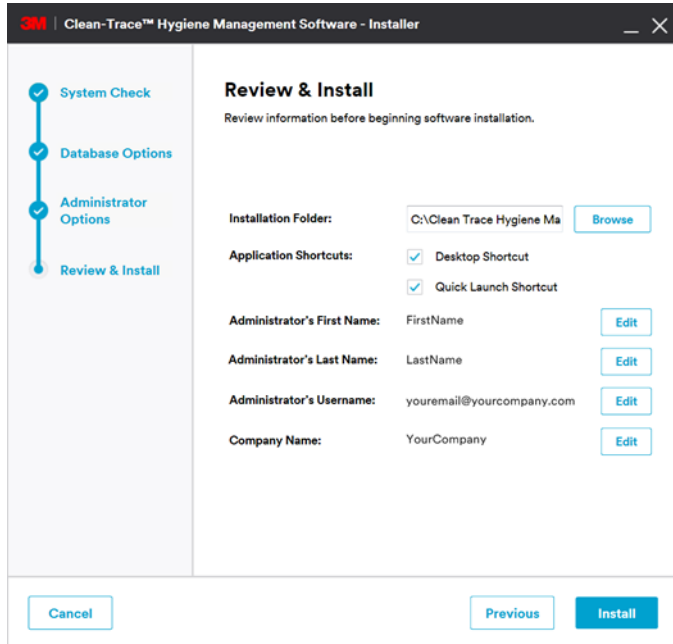 3M | Clean-Trace™ Hygiene Management Software - Installer
System Check
Database Options
Administrator
Options
Review & Install
Review & Install
Review information before beginning software installation.
Installation Folder: C:\Clean Trace Hygiene Ma Browse
Application Shortcuts: Desktop Shortcut
Quick Launch Shortcut
Administrator's First Name: FirstName Edit
Administrator's Last Name: LastName Edit
Administrator's Username: youremail@yourcompany.com Edit
Company Name: YourCompany Edit
Cancel Previous Install